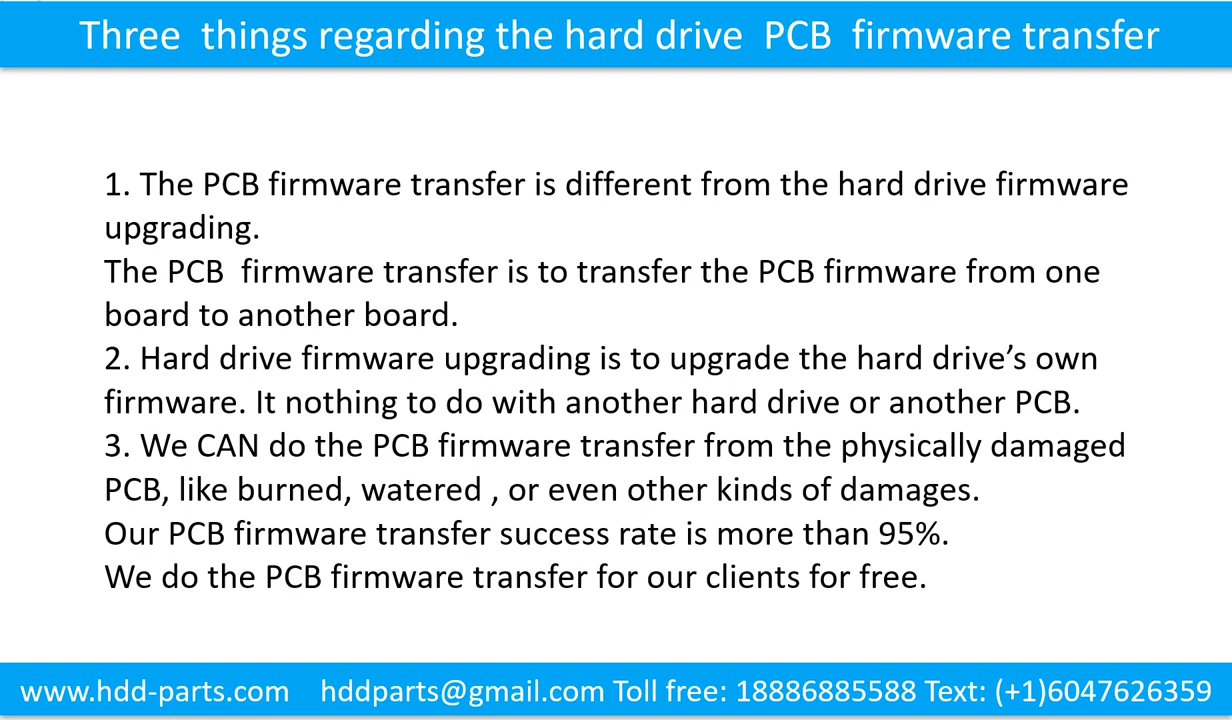 Three  things regarding the hard drive  PCB  firmware transfer
1. The PCB firmware transfer is different from the hard drive firmware
upgrading.
The PCB  firmware transfer is to transfer the PCB firmware from one
board to another board.
2. Hard drive firmware upgrading is to upgrade the hard drive’s own
firmware. It nothing to do with another hard drive or another PCB.
3. We CAN do the PCB firmware transfer from the physically damaged
PCB, like burned, watered , or even other kinds of damages.
Our PCB firmware transfer success rate is more than 95%.
We do the PCB firmware transfer for our clients for free.
www.hdd-parts.com    hddparts@gmail.com Toll free: 18886885588 Text: (+1)6047626359